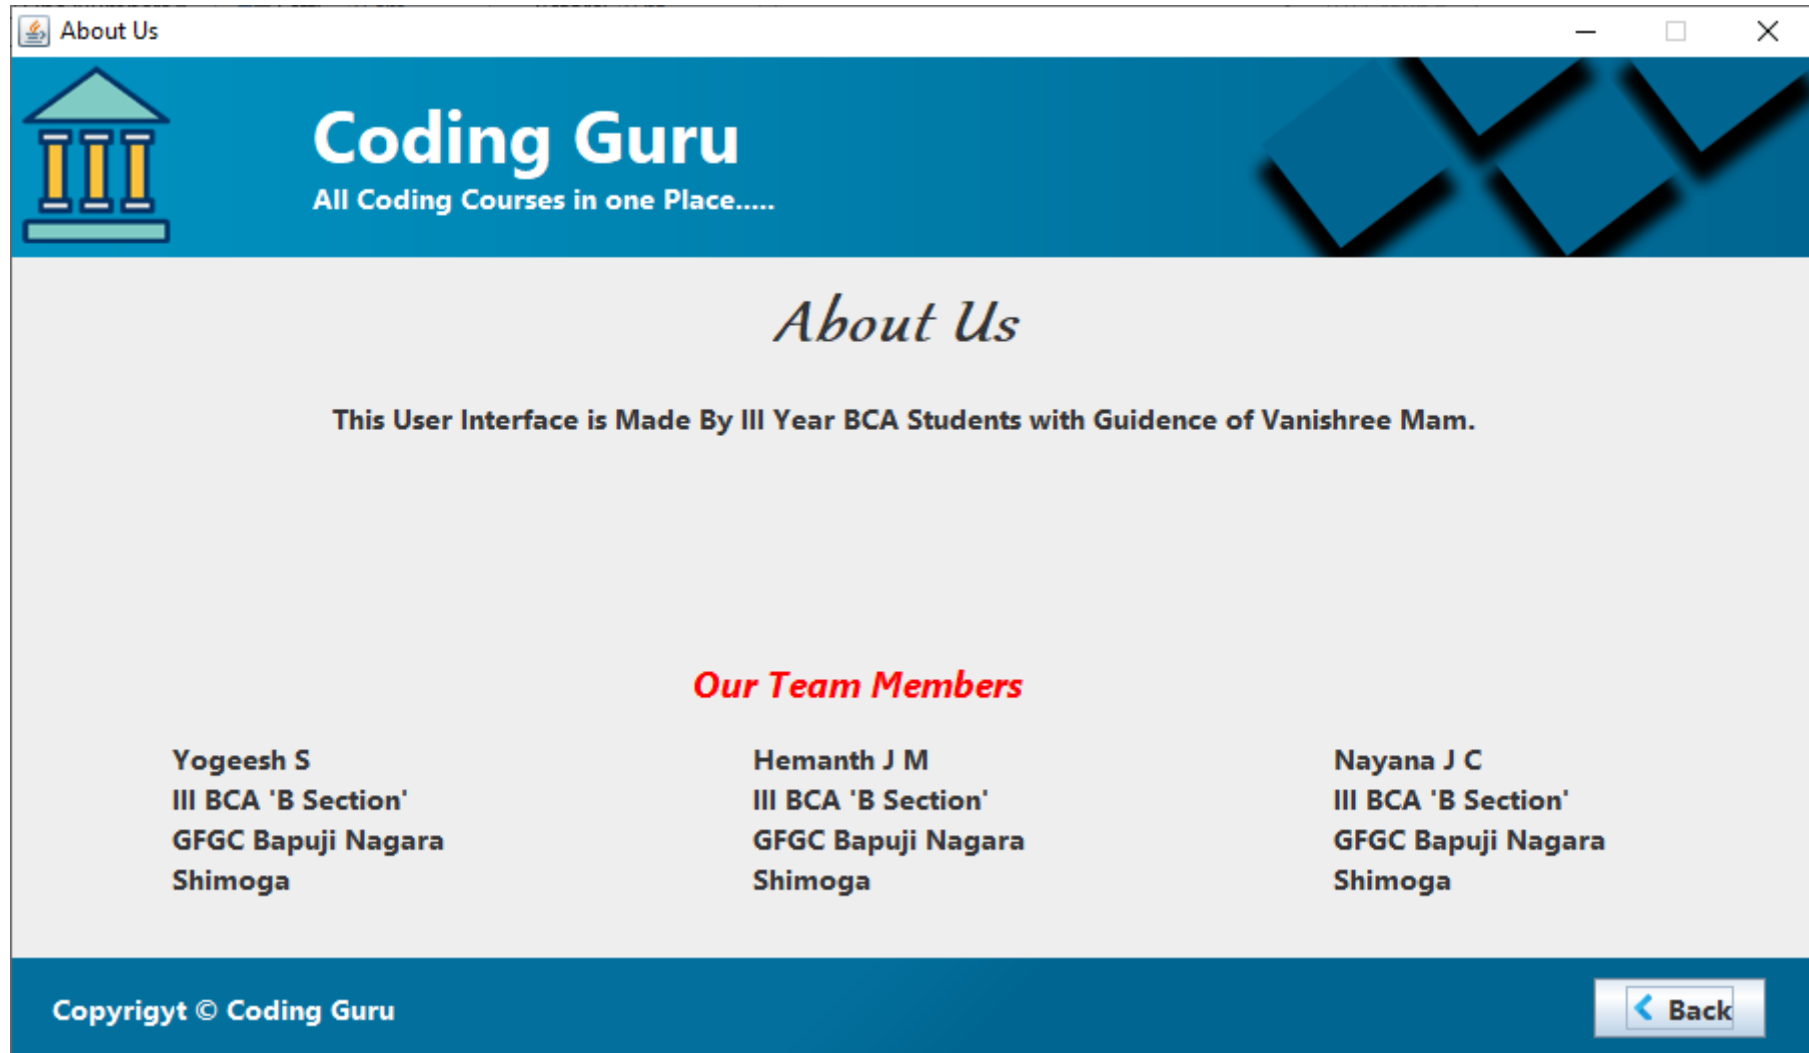 About Us
Coding Guru
All Coding Courses in one Place.....
About Us
This User Interface is Made By III Year BCA Students with Guidence of Vanishree Mam.
Our Team Members
Yogeesh S
III BCA 'B Section'
GFGC Bapuji Nagara
Shimoga
Hemanth J M
III BCA 'B Section'
GFGC Bapuji Nagara
Shimoga
Nayana J C
III BCA 'B Section'
GFGC Bapuji Nagara
Shimoga
Copyrigyt © Coding Guru
Back